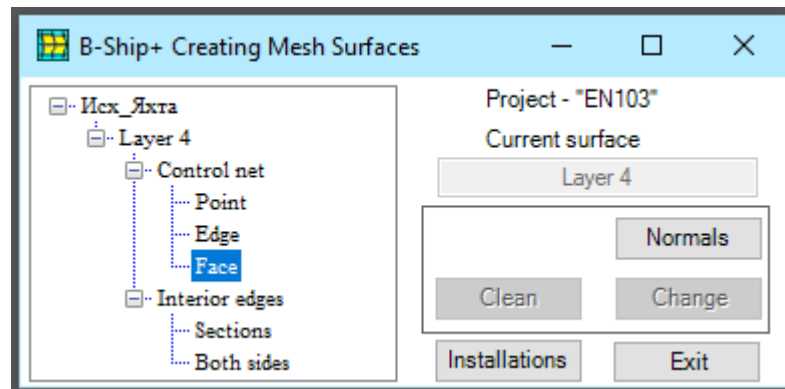 B-Ship+ Creating Mesh Surfaces
Исх_Яхта
Layer 4
Control net
Point
Edge
Face
Interior edges
Sections
Both sides
Project - "EN103"
Current surface
Layer 4
Normals
Clean
Change
Installations
Exit